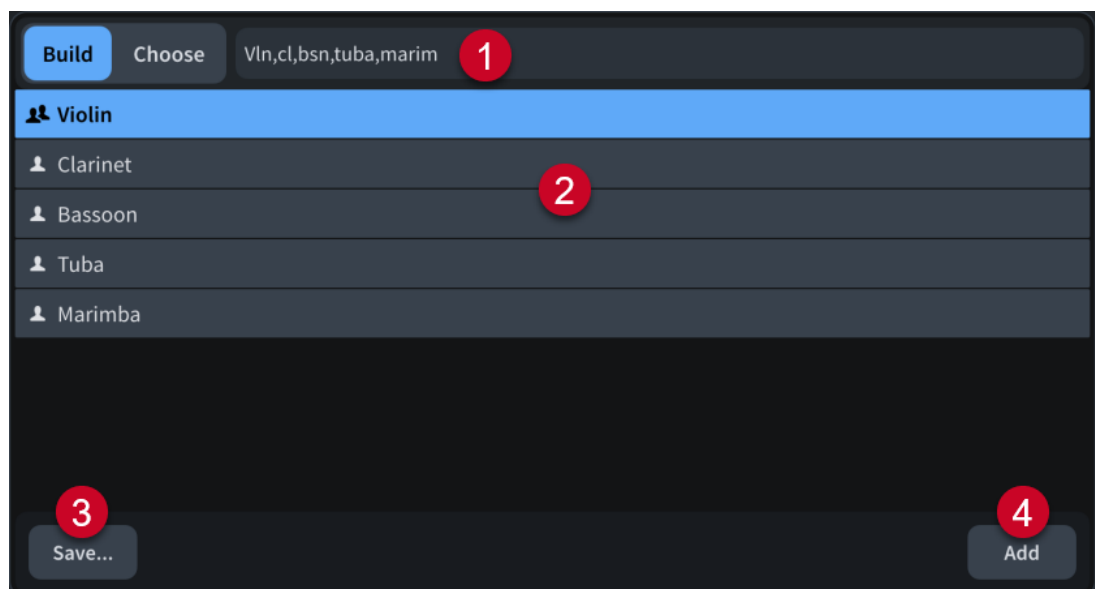 Build Choose Vln,cl,bsn,tuba,marim 1
Violin
Clarinet
2
Bassoon
Tuba
Marimba
3
Save...
4
Add